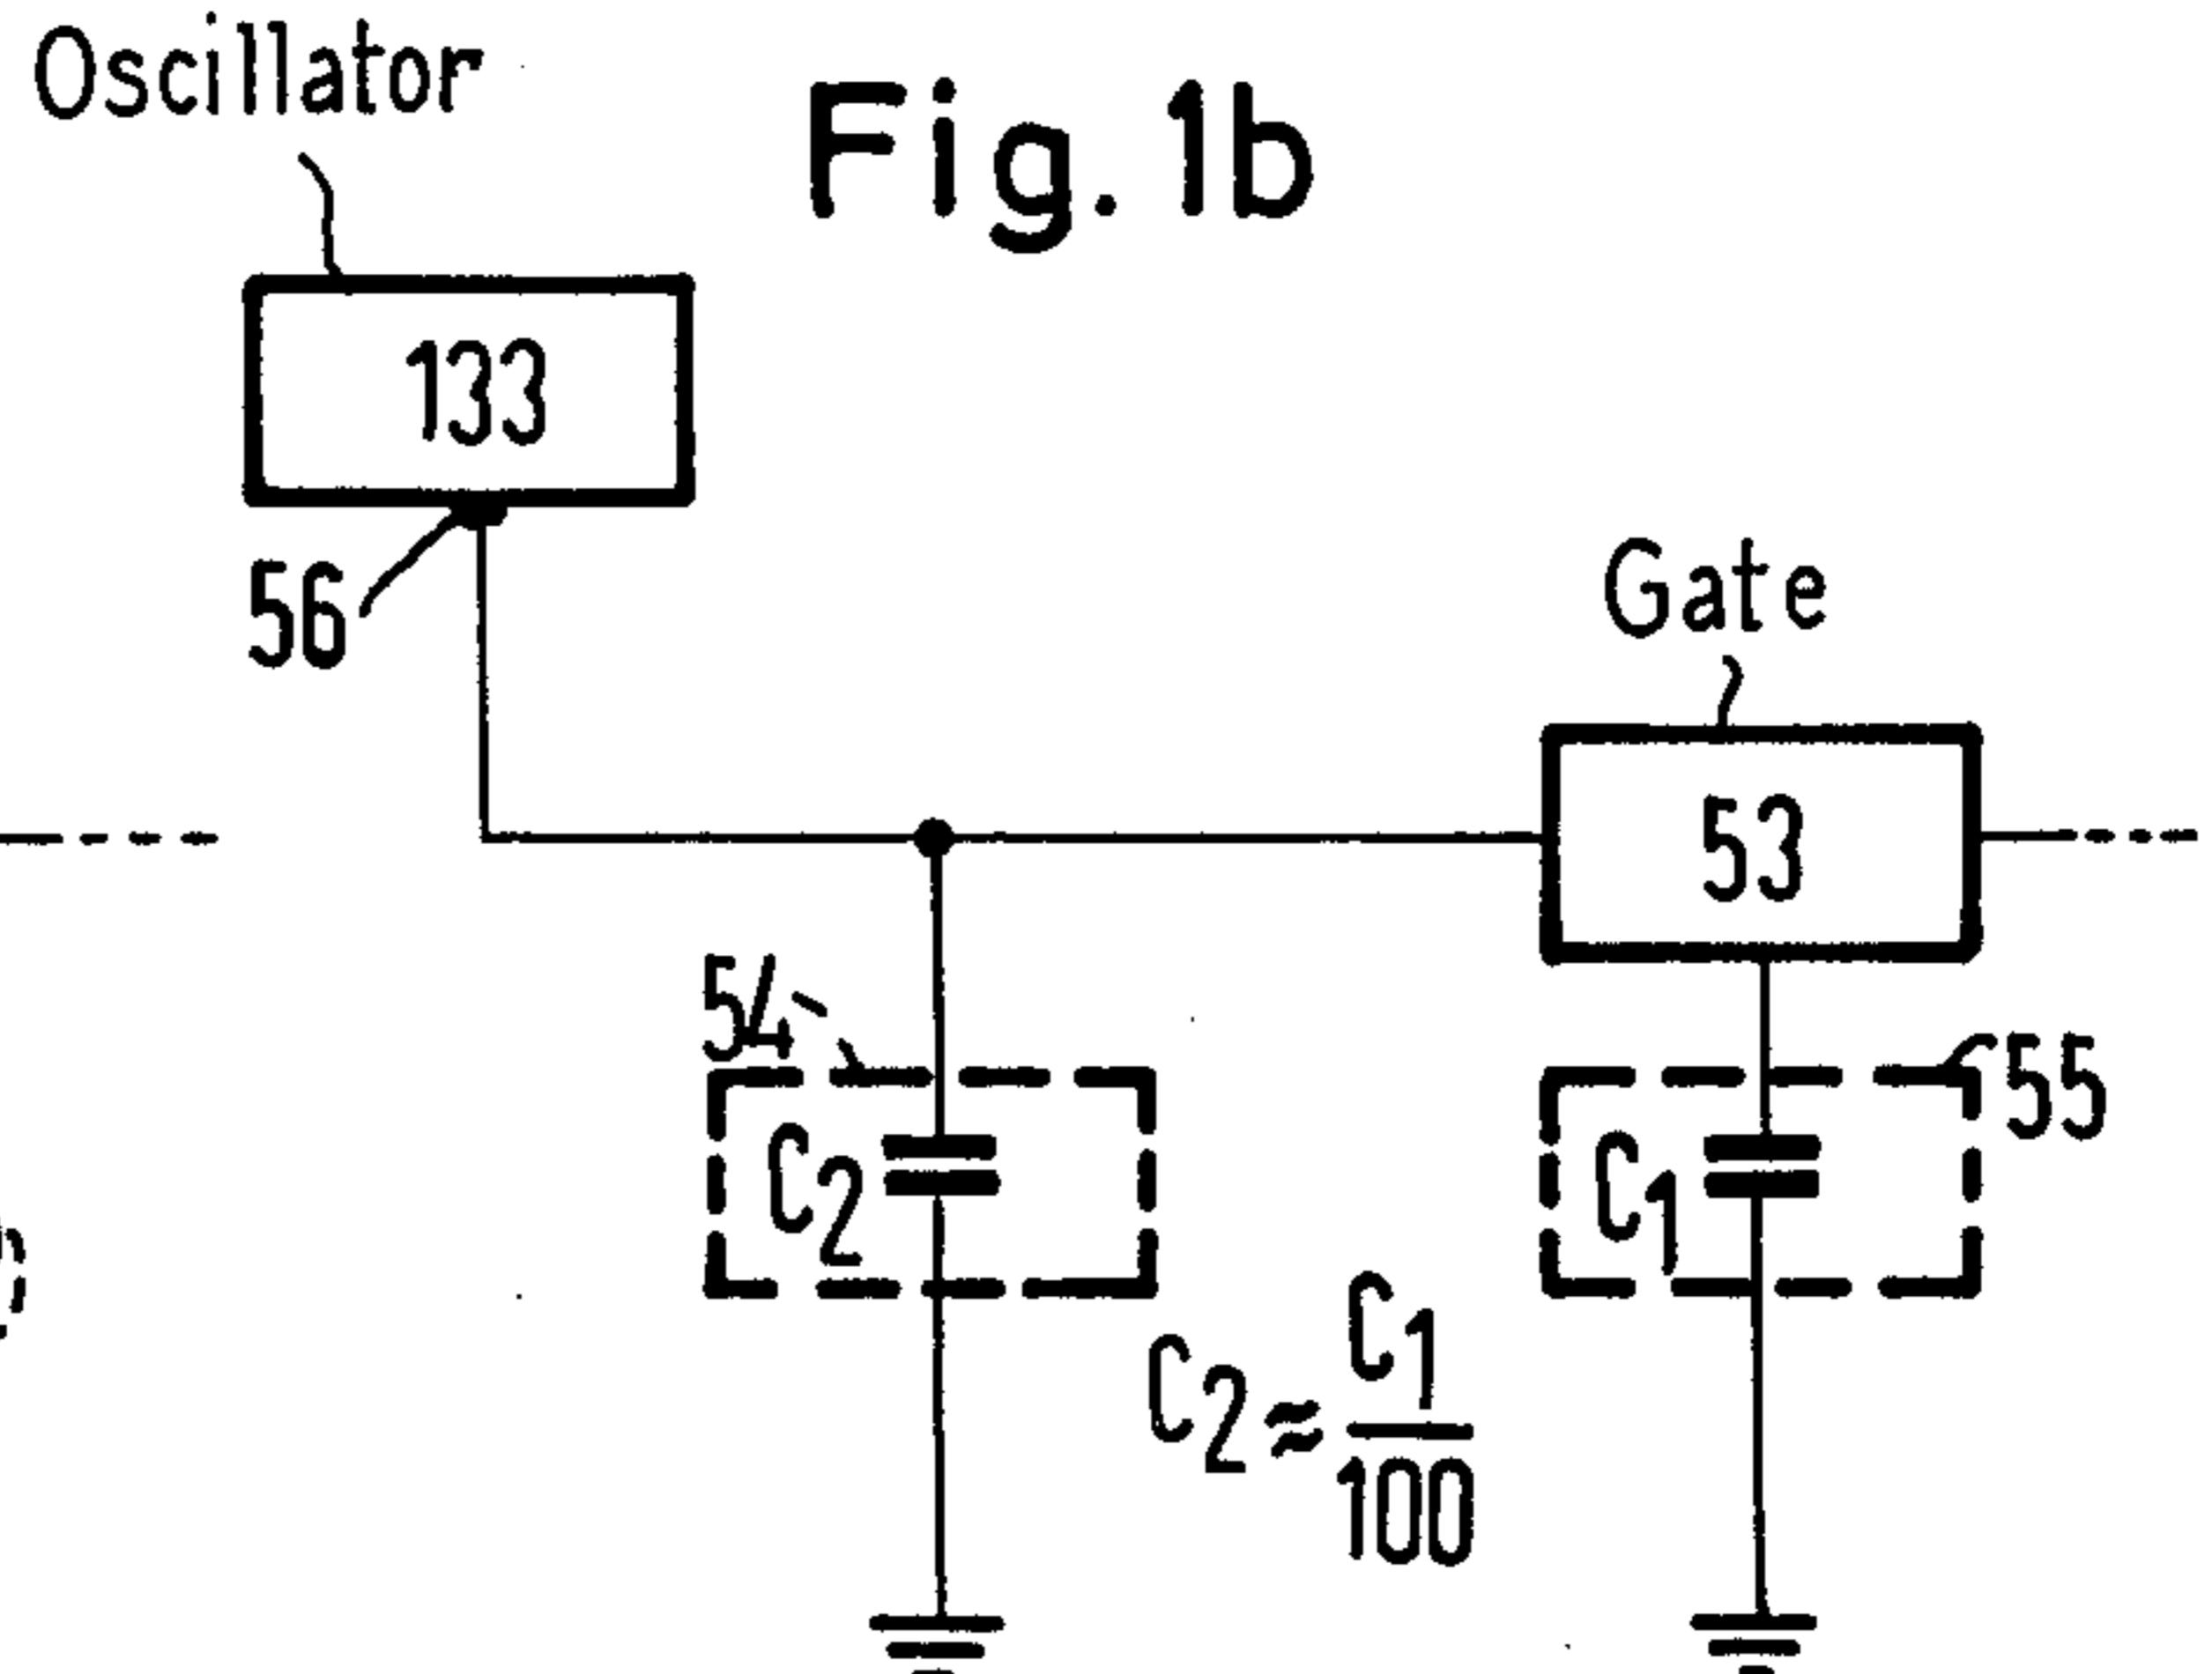 Oscillator
Fig. 1b
133
56
Gate
53
54
55
C2
C1
C2 ≈ C1/100